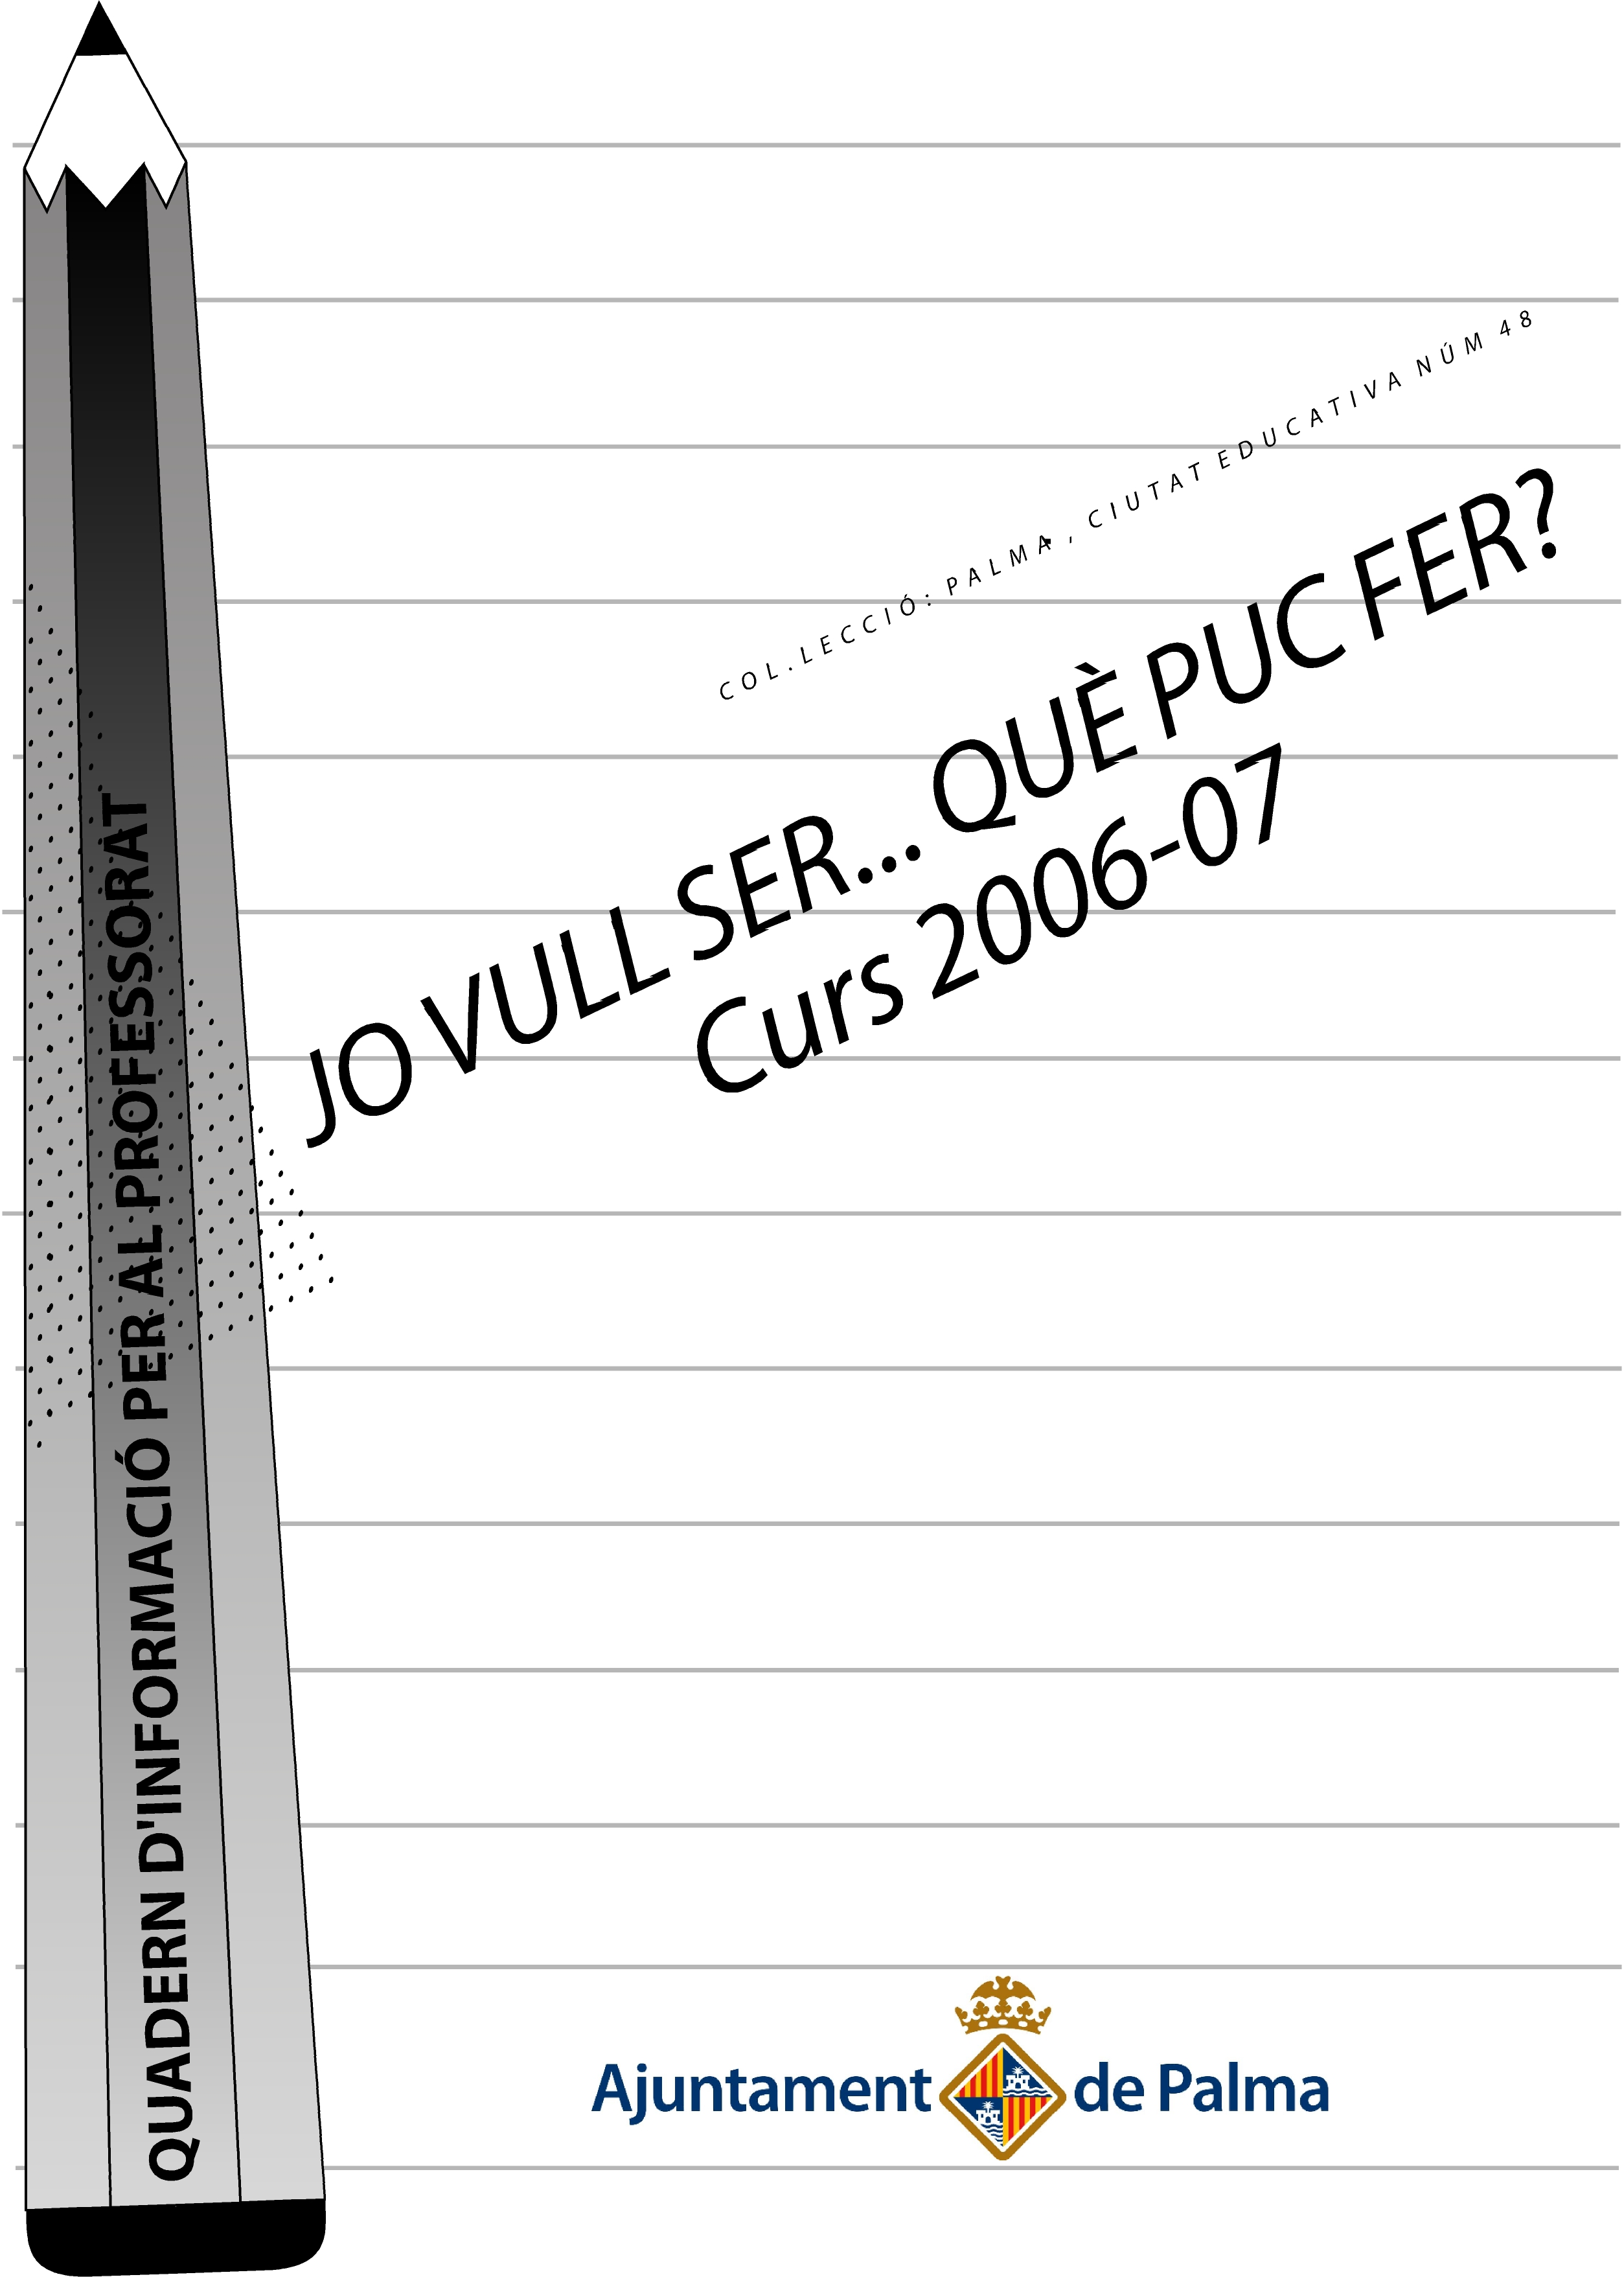 COL.LECCIÓ: PALMA, CIUTAT EDUCATIVA NÚM 48
JO VULL SER... QUÈ PUC FER?
Curs 2006-07
QUADERN D'INFORMACIÓ PER AL PROFESSORAT
Ajuntament de Palma